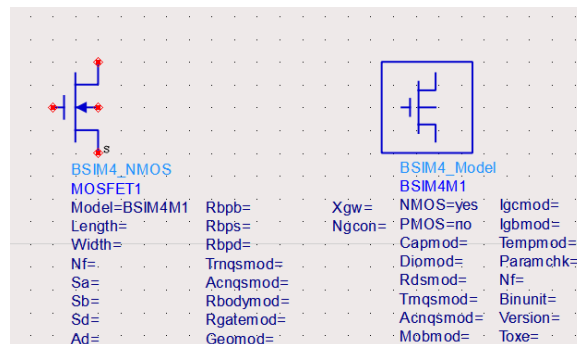 s
BSIM4_NMOS
MOSFET1
Model=BSIM4M1
Length=
Width=
Nf=
Sa=
Sb=
Sd=
Ad=
Rbpb=
Rbps=
Rbpd=
Trnqsmod=
Acnqsmod=
Rbodymod=
Rgatemod=
Geomod=
Xgw=
Ngcon=
BSIM4_Model
BSIM4M1
NMOS=yes
PMOS=no
Capmod=
Diomod=
Rdsmod=
Trnqsmod=
Acnqsmod=
Mobmod=
Igcmod=
Igbmod=
Tempmod=
Paramchk=
Nf=
Binunit=
Version=
Toxe=